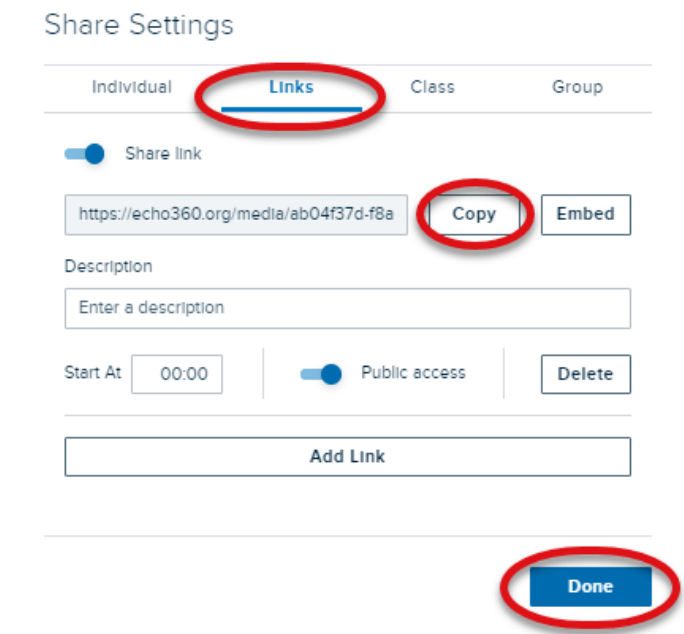 Share Settings
Individual Links Class Group
Share link
https://echo360.org/media/ab04f37d-f8a Copy Embed
Description
Enter a description
Start At 00:00 Public access Delete
Add Link
Done